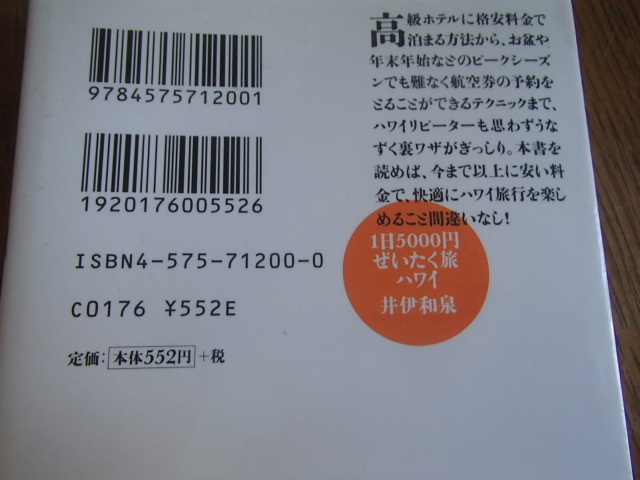 9784575712001
1920176005526
ISBN4-575-71200-0
C0176 ¥552E
定価：本体552円+税
高級ホテルに格安料金で
泊まる方法から、お盆や
年末年始などのピークシーズ
ンでも難なく航空券の予約を
とることができるテクニックまで、
ハワイリピーターも思わずうな
ずく裏ワザがぎっしり。本書を
読めば、今まで以上に安い料
金で、快適にハワイ旅行を楽し
めること間違いなし！
1日5000円
ぜいたく旅
ハワイ
井伊和泉